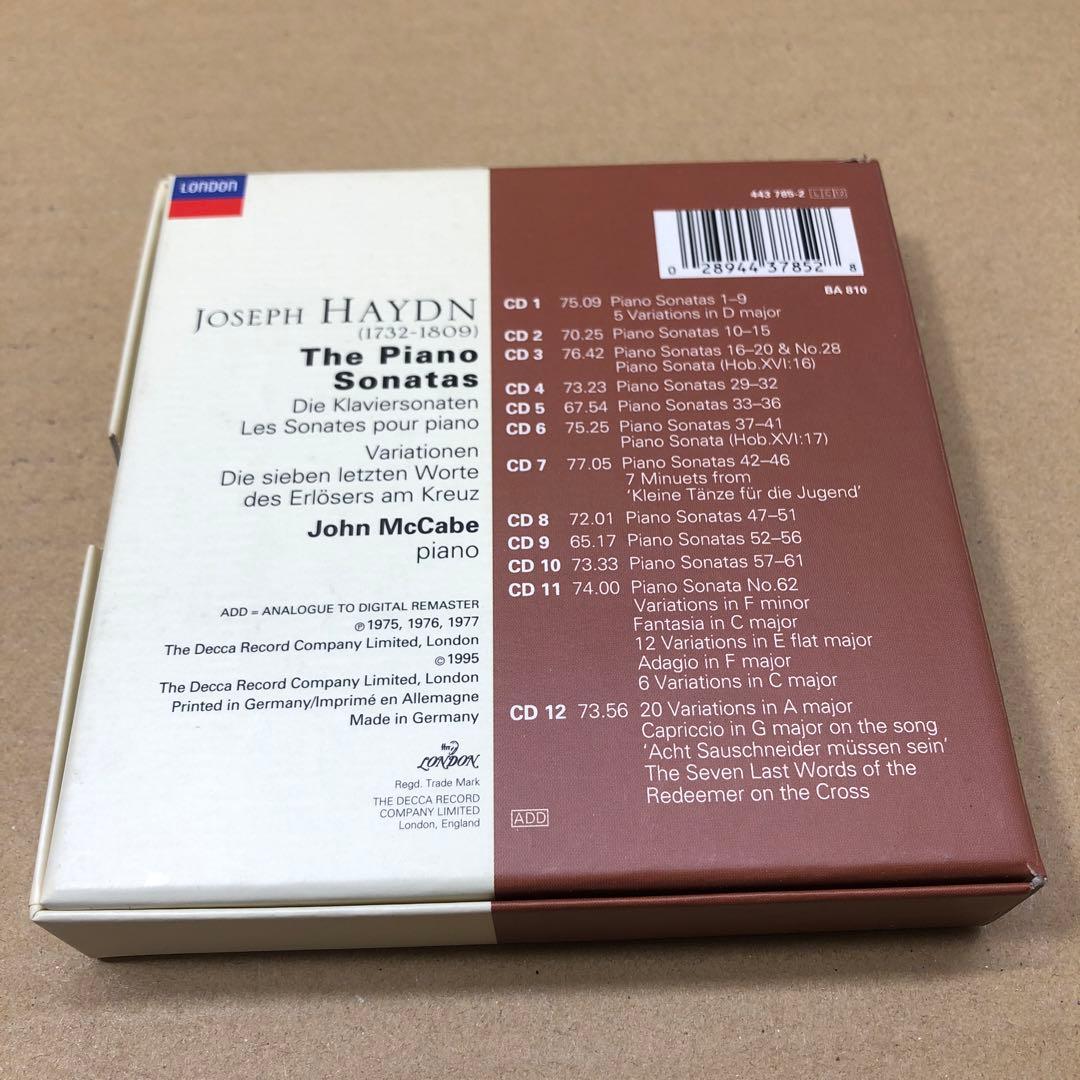 LONDON
JOSEPH HAYDN
(1732-1809)
The Piano
Sonatas
Die Klaviersonaten
Les Sonates pour piano
Variationen
Die sieben letzten Worte
des Erlösers am Kreuz
John McCabe
piano
ADD = ANALOGUE TO DIGITAL REMASTER
℗ 1975, 1976, 1977
The Decca Record Company Limited, London
© 1995
The Decca Record Company Limited, London
Printed in Germany/Imprimé en Allemagne
Made in Germany
LONDON
Regd. Trade Mark
THE DECCA RECORD
COMPANY LIMITED
London, England
443 785-2 LCD
0 28944 37852 8
BA 810
CD 1 75.09 Piano Sonatas 1–9
5 Variations in D major
CD 2 70.25 Piano Sonatas 10–15
CD 3 76.42 Piano Sonatas 16–20 & No.28
Piano Sonata (Hob.XVI:16)
CD 4 73.23 Piano Sonatas 29–32
CD 5 67.54 Piano Sonatas 33–36
CD 6 75.25 Piano Sonatas 37–41
Piano Sonata (Hob.XVI:17)
CD 7 77.05 Piano Sonatas 42–46
7 Minuets from
‘Kleine Tänze für die Jugend’
CD 8 72.01 Piano Sonatas 47–51
CD 9 65.17 Piano Sonatas 52–56
CD 10 73.33 Piano Sonatas 57–61
CD 11 74.00 Piano Sonata No.62
Variations in F minor
Fantasia in C major
12 Variations in E flat major
Adagio in F major
6 Variations in C major
CD 12 73.56 20 Variations in A major
Capriccio in G major on the song
‘Acht Sauschneider müssen sein’
The Seven Last Words of the
Redeemer on the Cross
ADD